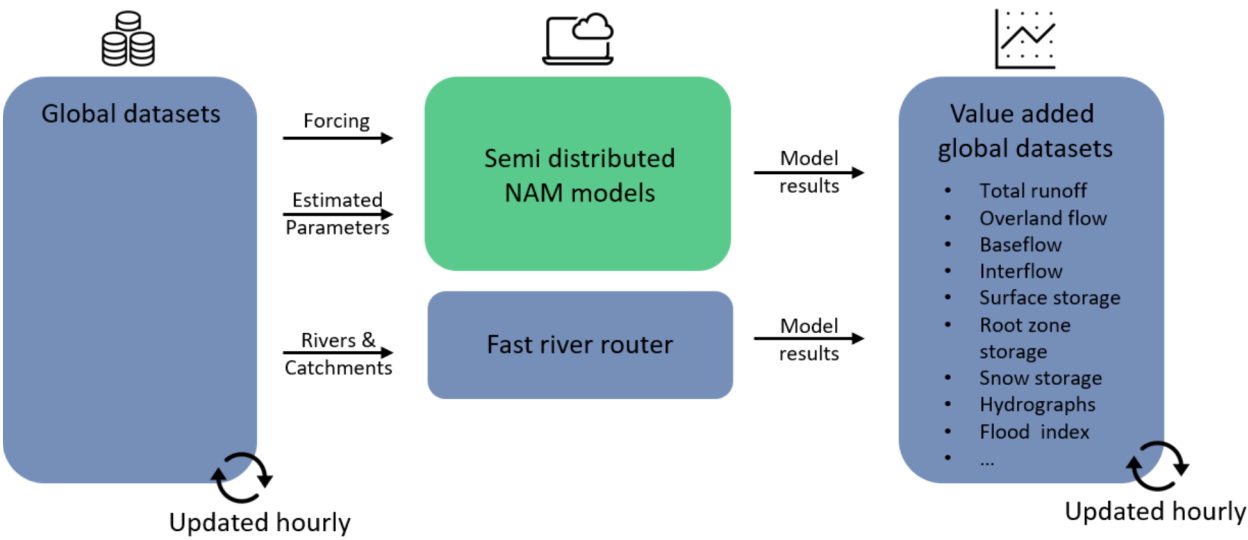 Global datasets
Forcing
Estimated
Parameters
Rivers &
Catchments
Updated hourly
Semi distributed
NAM models
Fast river router
Model
results
Model
results
Value added
global datasets
• Total runoff
• Overland flow
• Baseflow
• Interflow
• Surface storage
• Root zone
storage
• Snow storage
• Hydrographs
• Flood index
• ...
Updated hourly